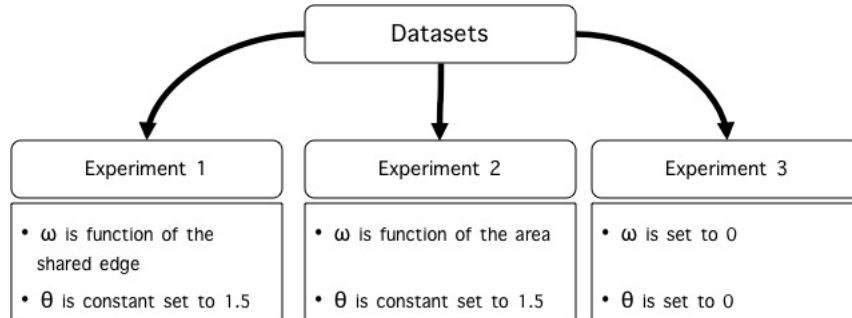 Datasets
Experiment 1
Experiment 2
Experiment 3
• ω is function of the
shared edge
• θ is constant set to 1.5
• ω is function of the area
• θ is constant set to 1.5
• ω is set to 0
• θ is set to 0